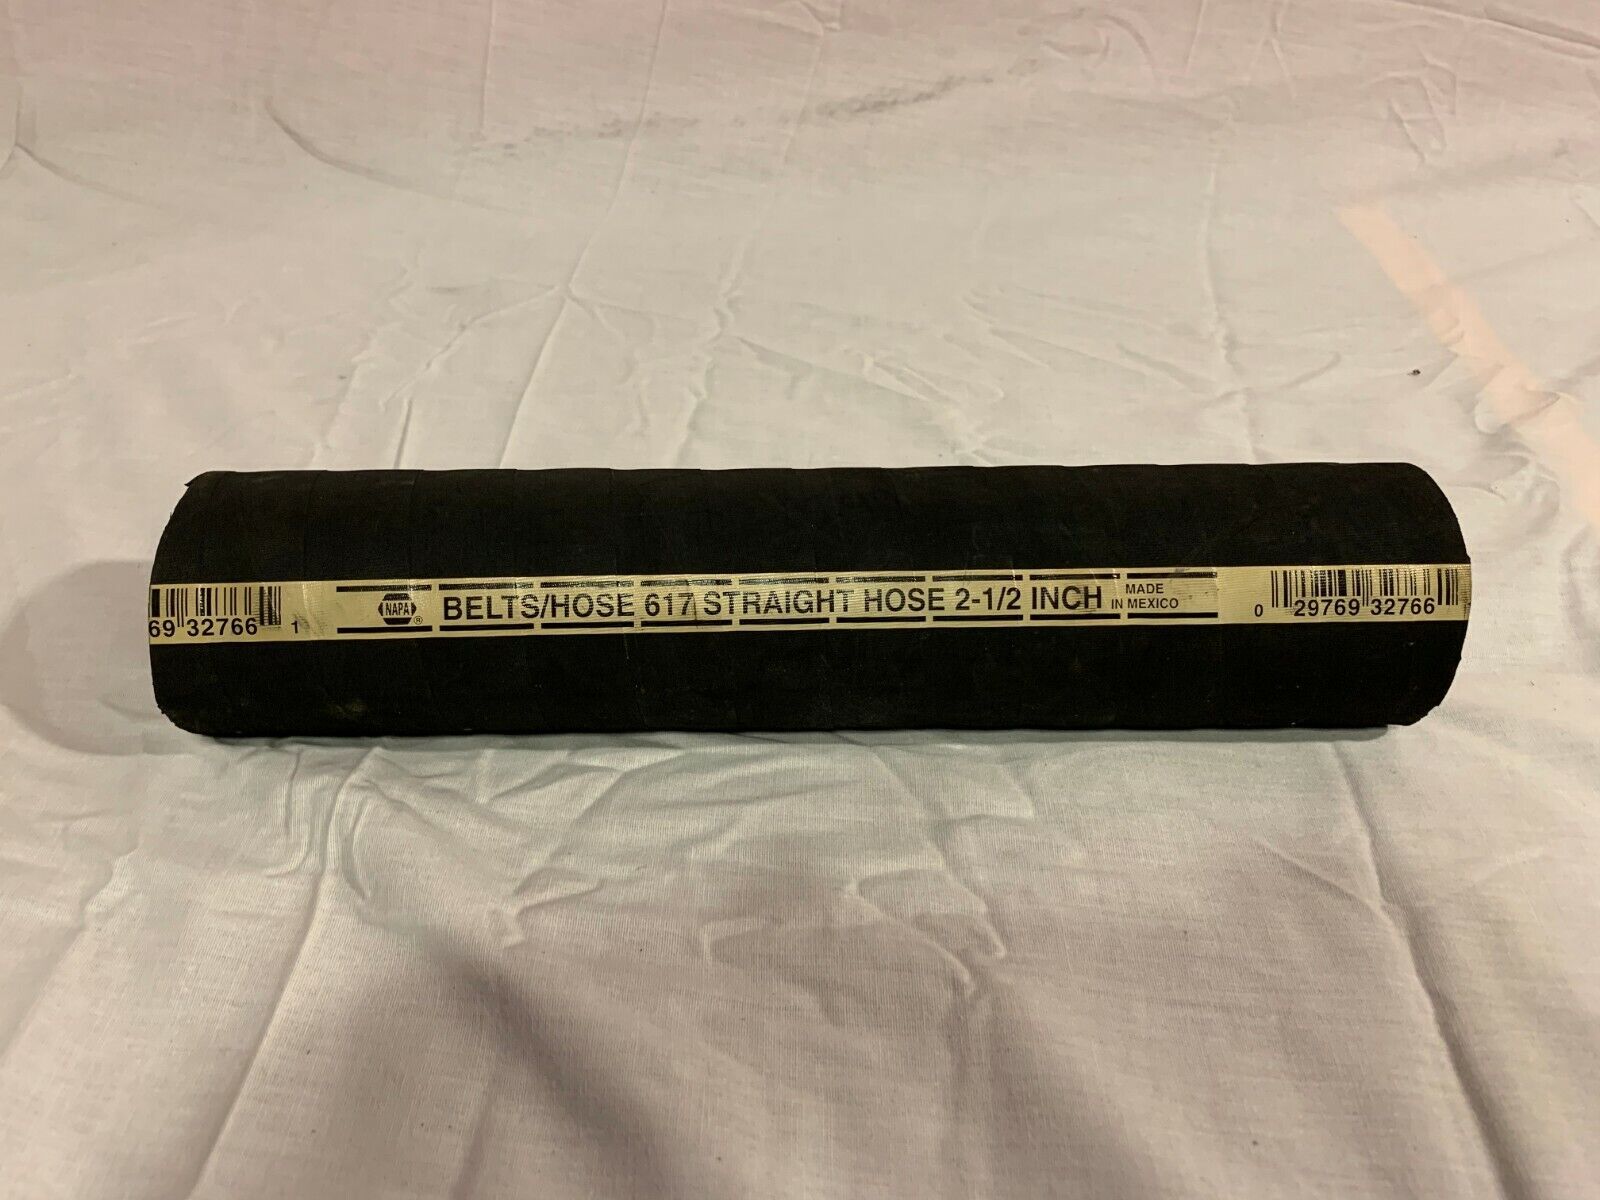 69 32766 1
NAPA ®
BELTS/HOSE 617 STRAIGHT HOSE 2-1/2 INCH
MADE
IN MEXICO
0 29769 32766